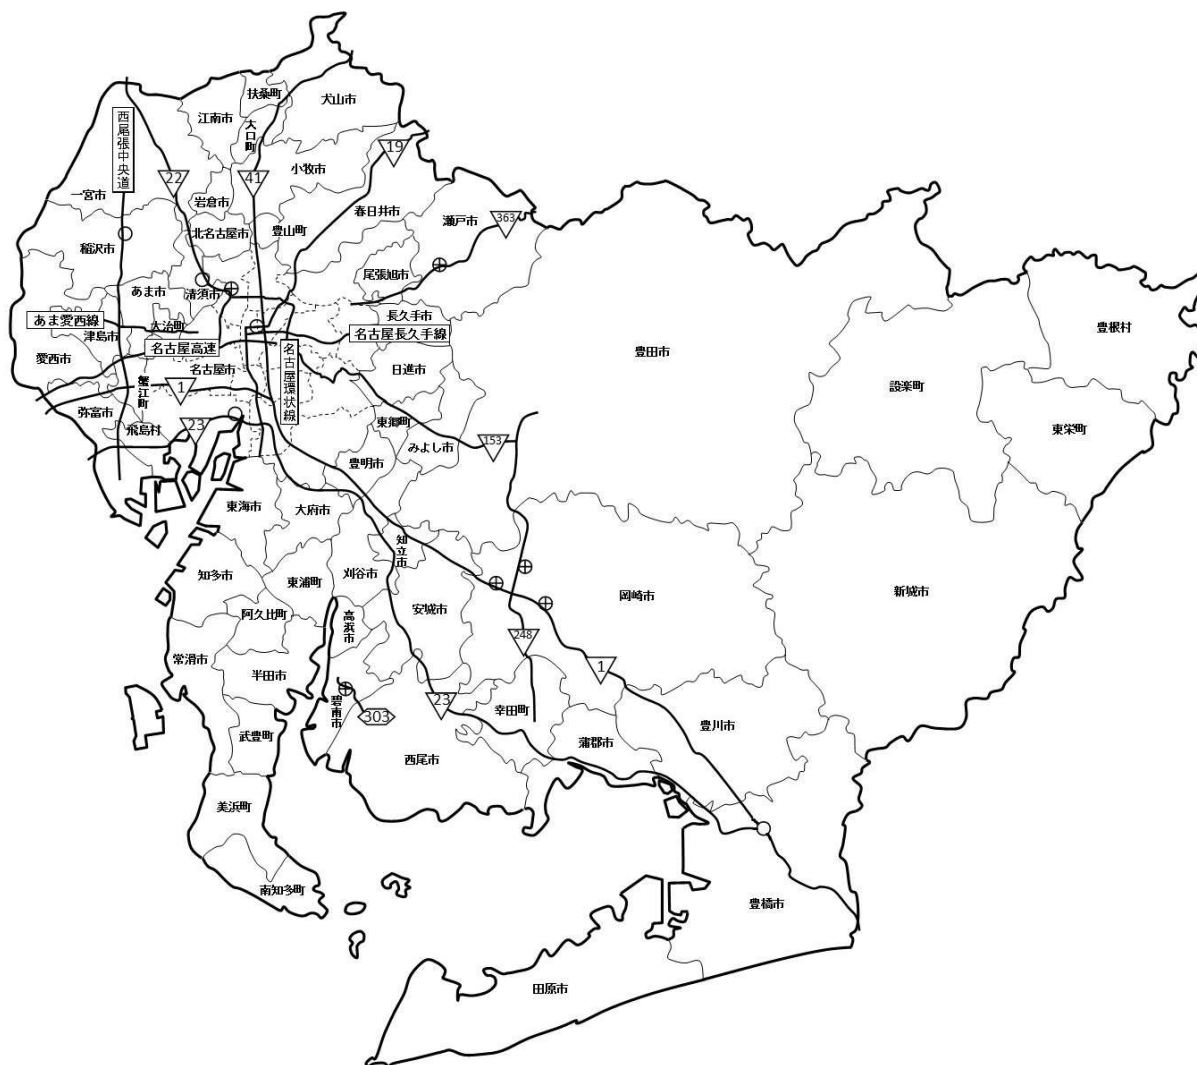 扶桑町
犬山市
江南市
大口町
西尾張中央道
19
小牧市
22
41
一宮市
岩倉市
春日井市
瀬戸市
363
北名古屋市
豊山町
稲沢市
尾張旭市
あま市
清須市
長久手市
あま愛西線
大治町
津島市
名古屋長久手線
名古屋高速
名古屋環状線
愛西市
名古屋市
日進市
蟹江町
1
弥富市
飛島村
23
東郷町
みよし市
153
豊明市
豊田市
設楽町
豊根村
東栄町
東海市
大府市
知立市
知多市
東浦町
刈谷市
安城市
岡崎市
新城市
阿久比町
高浜市
248
常滑市
半田市
1
碧南市
303
23
幸田町
豊川市
武豊町
蒲郡市
西尾市
美浜町
南知多町
豊橋市
田原市